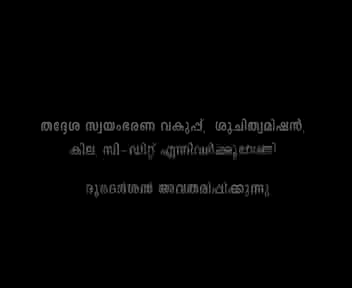 തദ്ദേശ സ്വയംഭരണ വകുപ്പ്, ശുചിത്വമിഷൻ,
കില, സി-ഡിറ്റ് എന്നിവർക്കുവേണ്ടി
ദൂരദർശൻ അവതരിപ്പിക്കുന്നു